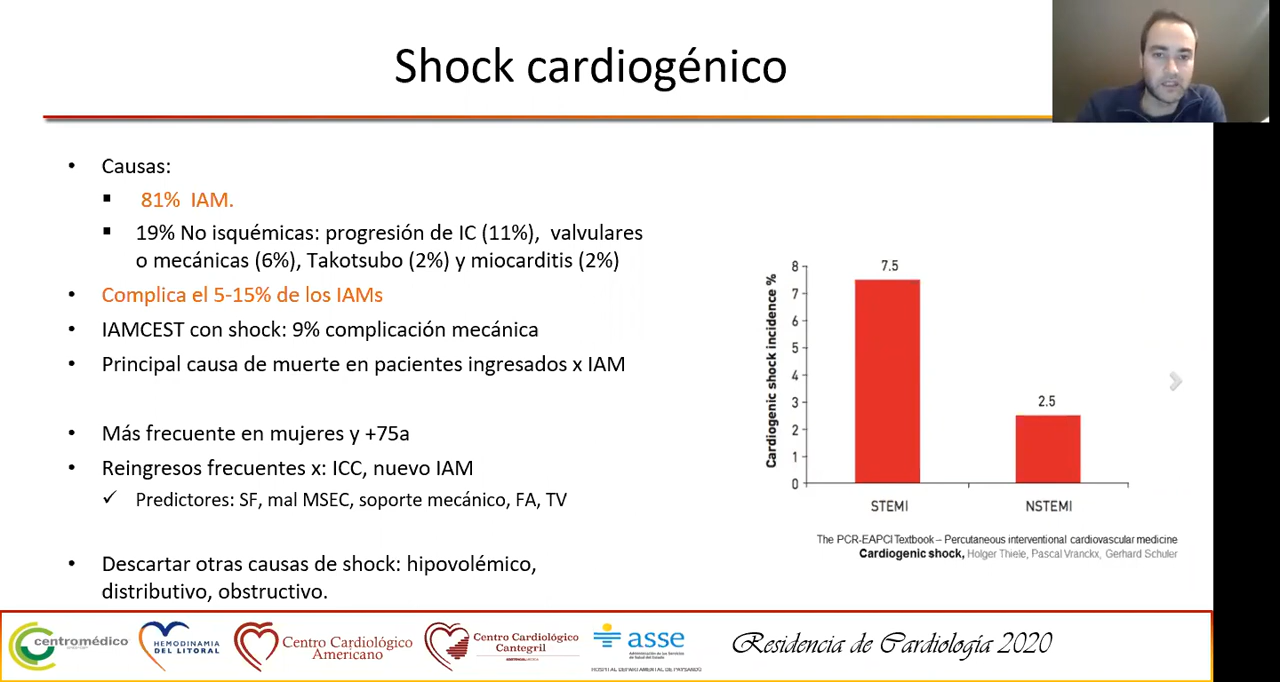 Shock cardiogénico
• Causas:
▪ 81% IAM.
▪ 19% No isquémicas: progresión de IC (11%), valvulares
o mecánicas (6%), Takotsubo (2%) y miocarditis (2%)
• Complica el 5-15% de los IAMs
• IAMCEST con shock: 9% complicación mecánica
• Principal causa de muerte en pacientes ingresados x IAM
• Más frecuente en mujeres y +75a
• Reingresos frecuentes x: ICC, nuevo IAM
✓ Predictores: SF, mal MSEC, soporte mecánico, FA, TV
• Descartar otras causas de shock: hipovolémico,
distributivo, obstructivo.
Cardiogenic shock incidence %
8
7
6
5
4
3
2
1
0
7.5
2.5
STEMI
NSTEMI
The PCR-EAPCI Textbook – Percutaneous interventional cardiovascular medicine
Cardiogenic shock, Holger Thiele, Pascal Vranckx, Gerhard Schuler
centromédico
HEMODINAMIA
DEL LITORAL
Centro Cardiológico
Americano
Centro Cardiológico
Cantegril
asse
Administración de los Servicios
de Salud del Estado
HOSPITAL DEPARTAMENTAL DE PAYSANDÚ
Residencia de Cardiología 2020